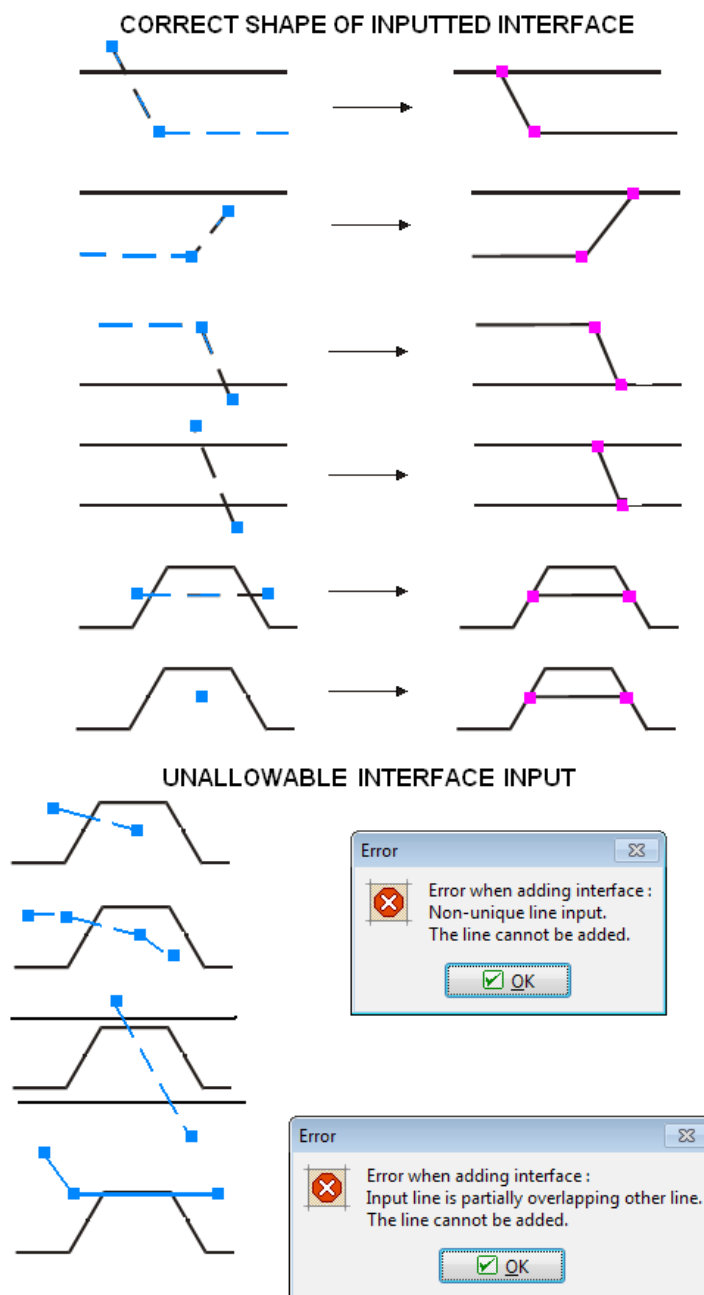 CORRECT SHAPE OF INPUTTED INTERFACE
UNALLOWABLE INTERFACE INPUT
Error
Error when adding interface :
Non-unique line input.
The line cannot be added.
OK
Error
Error when adding interface :
Input line is partially overlapping other line.
The line cannot be added.
OK